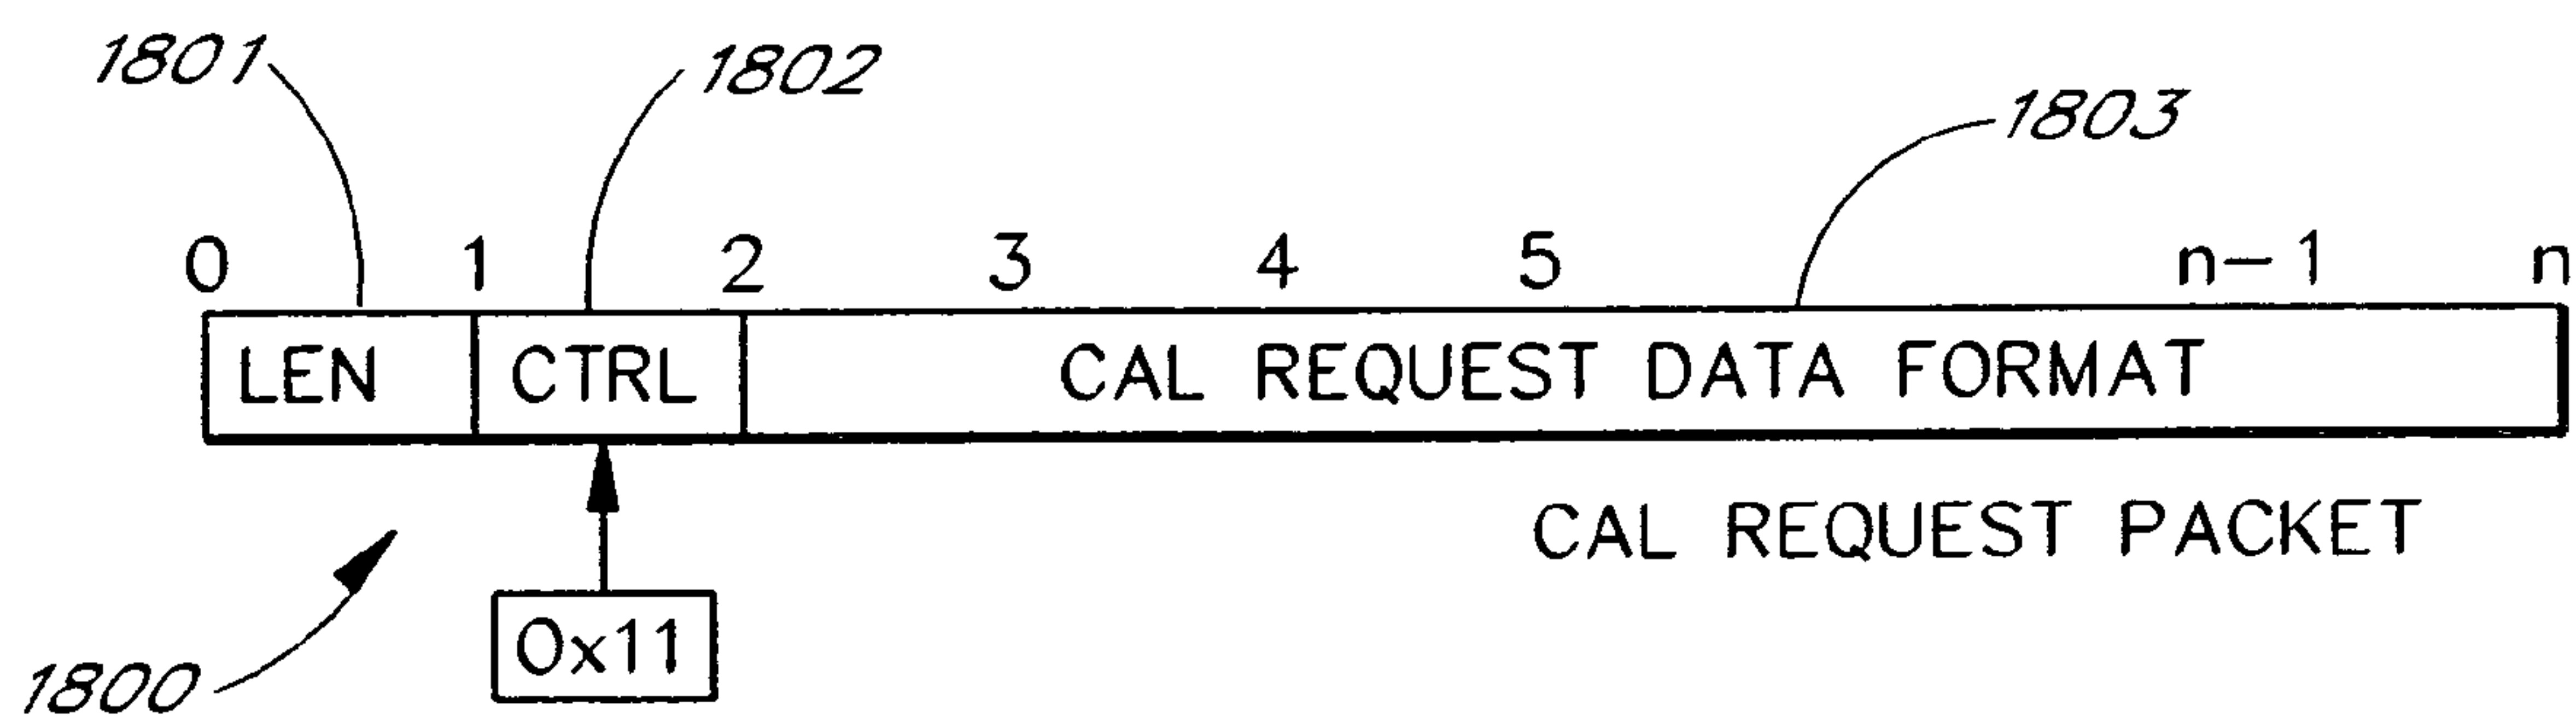 1801 1802 1803
0 1 2 3 4 5 n-1 n
LEN CTRL CAL REQUEST DATA FORMAT
CAL REQUEST PACKET
0x11
1800